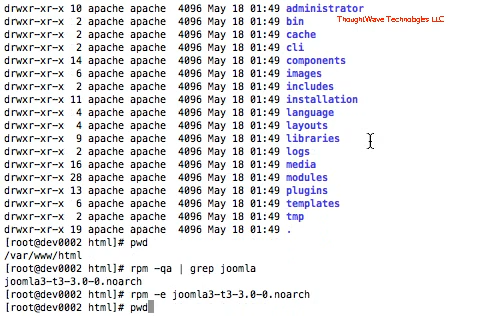 drwxr-xr-x 10 apache apache  4096 May 18 01:49 administrator
drwxr-xr-x  2 apache apache  4096 May 18 01:49 bin
ThoughtWave Technologies LLC
drwxr-xr-x  2 apache apache  4096 May 18 01:49 cache
drwxr-xr-x  2 apache apache  4096 May 18 01:49 cli
drwxr-xr-x 14 apache apache  4096 May 18 01:49 components
drwxr-xr-x  6 apache apache  4096 May 18 01:49 images
drwxr-xr-x  2 apache apache  4096 May 18 01:49 includes
drwxr-xr-x 11 apache apache  4096 May 18 01:49 installation
drwxr-xr-x  4 apache apache  4096 May 18 01:49 language
drwxr-xr-x  4 apache apache  4096 May 18 01:49 layouts
drwxr-xr-x  9 apache apache  4096 May 18 01:49 libraries
drwxr-xr-x  2 apache apache  4096 May 18 01:49 logs
drwxr-xr-x 16 apache apache  4096 May 18 01:49 media
drwxr-xr-x 28 apache apache  4096 May 18 01:49 modules
drwxr-xr-x 13 apache apache  4096 May 18 01:49 plugins
drwxr-xr-x  6 apache apache  4096 May 18 01:49 templates
drwxr-xr-x  2 apache apache  4096 May 18 01:49 tmp
drwxr-xr-x 19 apache apache  4096 May 18 01:49 .
[root@dev0002 html]# pwd
/var/www/html
[root@dev0002 html]# rpm -qa | grep joomla
joomla3-t3-3.0-0.noarch
[root@dev0002 html]# rpm -e joomla3-t3-3.0-0.noarch
[root@dev0002 html]# pwd